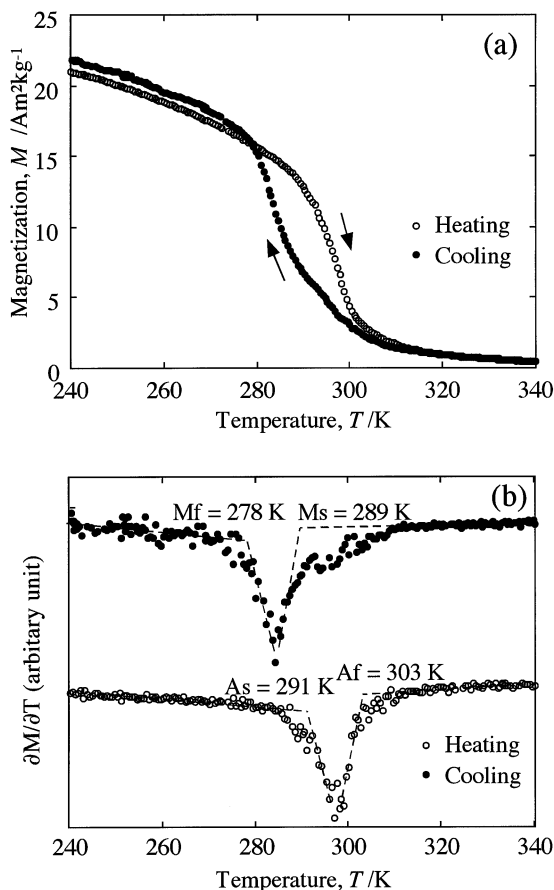 (a)
25
20
15
10
5
0
Magnetization, M /Am²kg⁻¹
Heating
Cooling
240 260 280 300 320 340
Temperature, T /K
(b)
Mf = 278 K Ms = 289 K
As = 291 K Af = 303 K
∂M/∂T (arbitary unit)
Heating
Cooling
240 260 280 300 320 340
Temperature, T /K